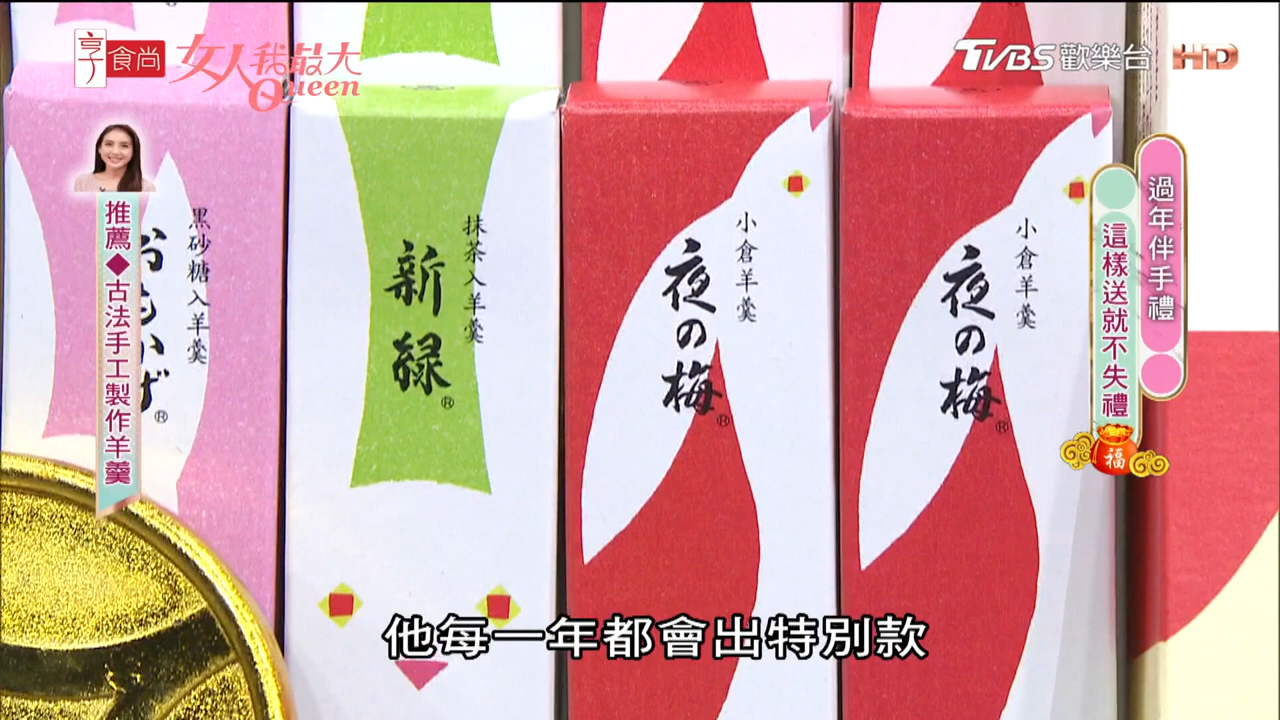 享
食尚
女人我最大
Queen
TVBS歡樂台 HD
過年伴手禮
這樣送就不失禮
福
推薦◆古法手工製作羊羹
黑砂糖入羊羹
おもかげ®
抹茶入羊羹
新緑®
小倉羊羹
夜の梅®
小倉羊羹
夜の梅®
他每一年都會出特別款